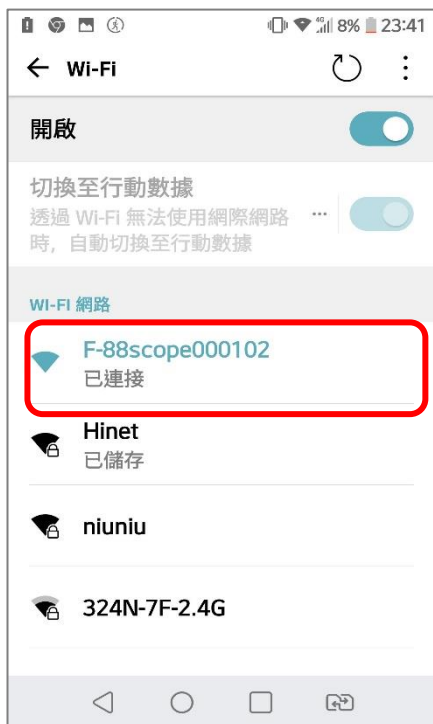 4G 8% 23:41
Wi-Fi
開啟
切換至行動數據
透過 Wi-Fi 無法使用網際網路
時，自動切換至行動數據
WI-FI 網路
F-88scope000102
已連接
Hinet
已儲存
niuniu
324N-7F-2.4G